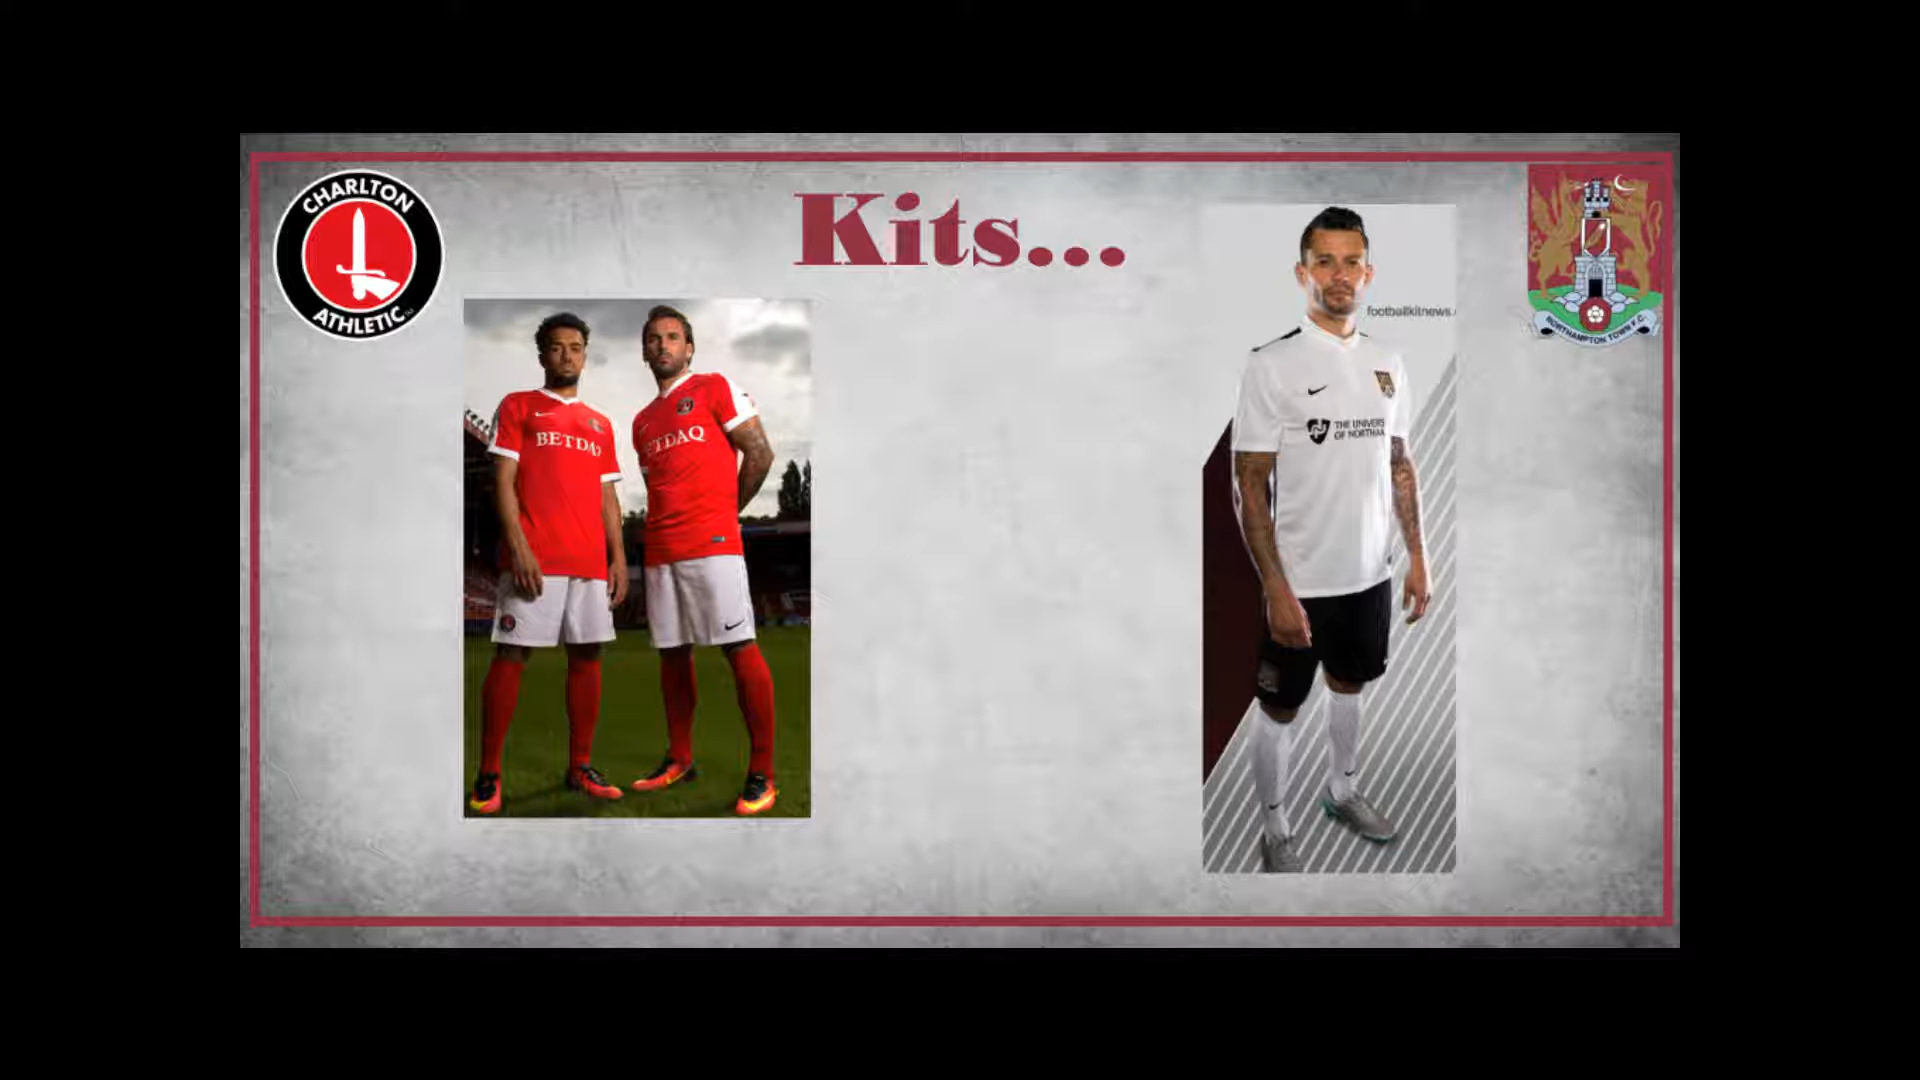 CHARLTON
ATHLETIC
Kits...
footballkitnews.
BETDAQ
BETDAQ
THE UNIVERS
OF NORTHAM
NORTHAMPTON TOWN F.C.